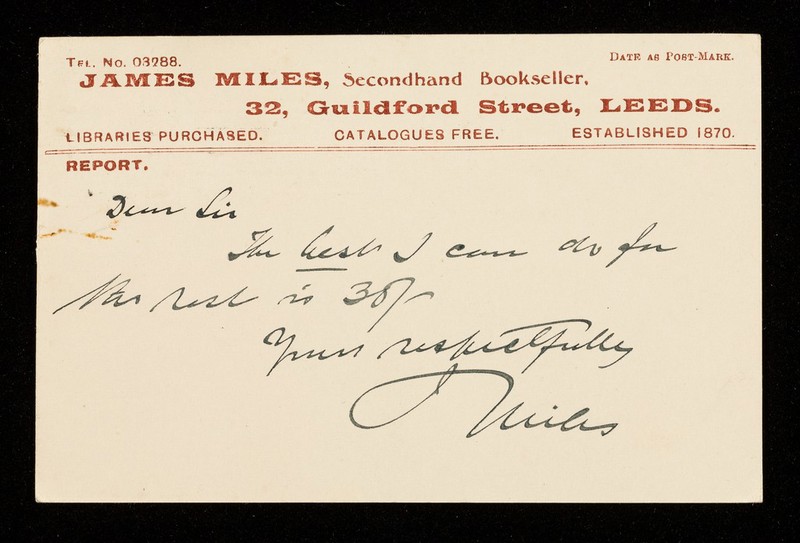 TEL. No. 03288.
DATE AS POST-MARK.
JAMES MILES, Secondhand Bookseller,
32, Guildford Street, LEEDS.
LIBRARIES PURCHASED. CATALOGUES FREE. ESTABLISHED 1870.
REPORT.
Dear Sir
The best I can do for
the rest is 38/-
Yours respectfully
J Miles